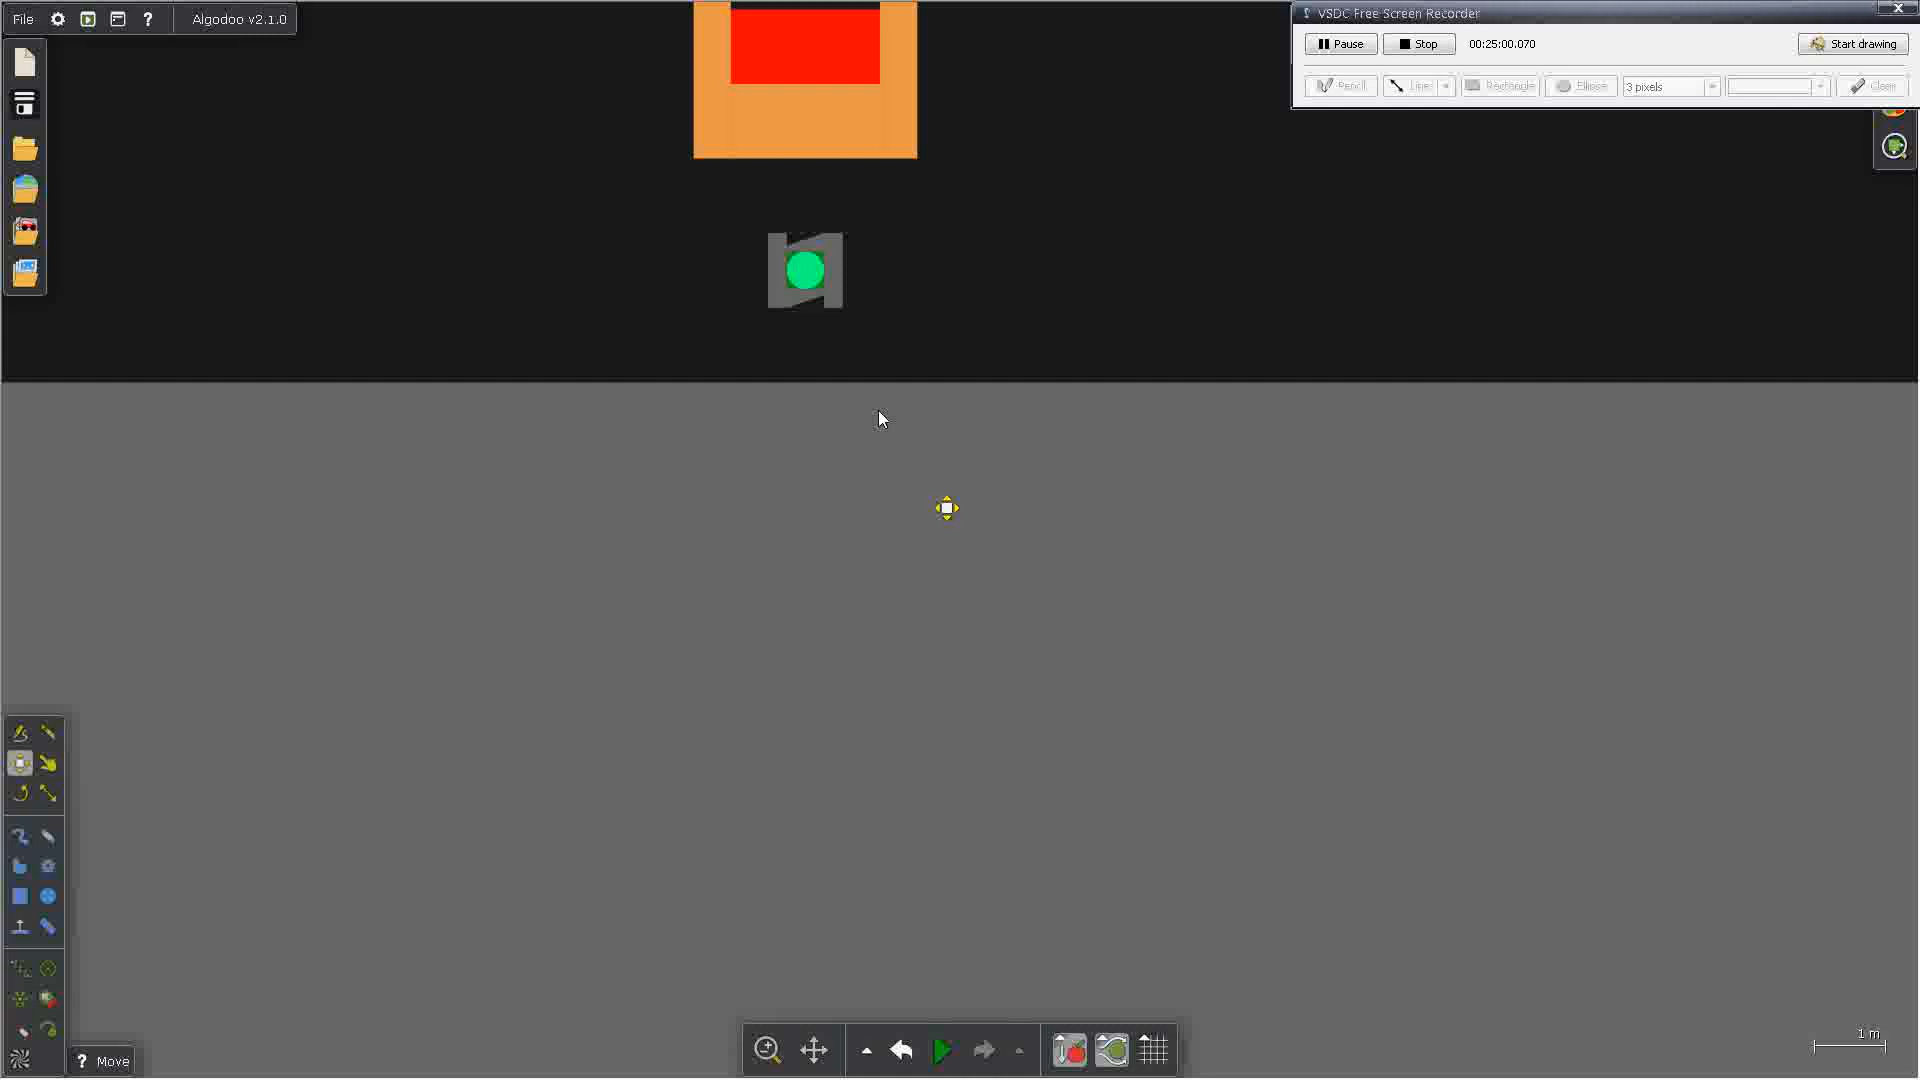 File ? Algodoo v2.1.0
VSDC Free Screen Recorder
Pause Stop 00:25:00.070 Start drawing
Pencil Line Rectangle Ellipse 3 pixels Clean
1 m
? Move